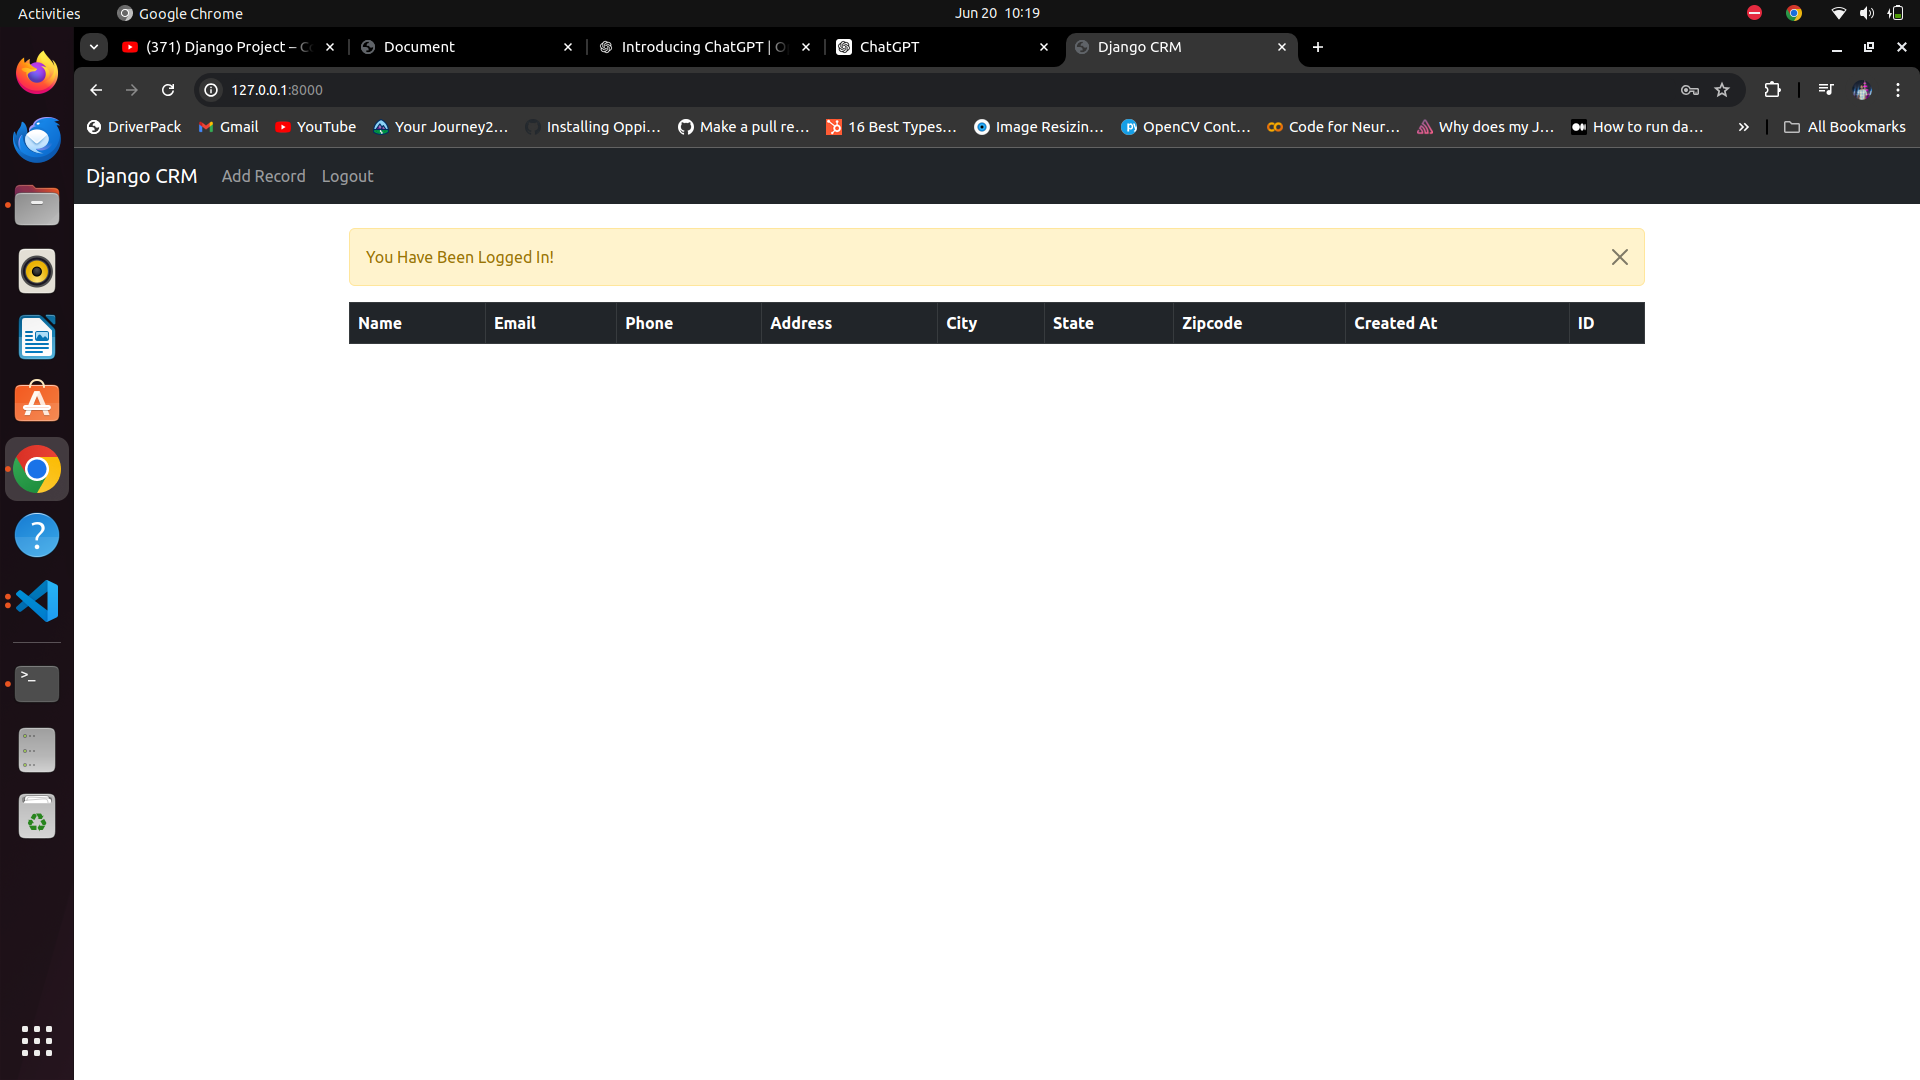 Activities Google Chrome Jun 20 10:19
(371) Django Project – Document Introducing ChatGPT | ChatGPT Django CRM
127.0.0.1:8000
DriverPack Gmail YouTube Your Journey2… Installing Oppi… Make a pull re… 16 Best Types… Image Resizin… OpenCV Cont… Code for Neur… Why does my J… How to run da… » All Bookmarks
Django CRM Add Record Logout
You Have Been Logged In!
Name Email Phone Address City State Zipcode Created At ID